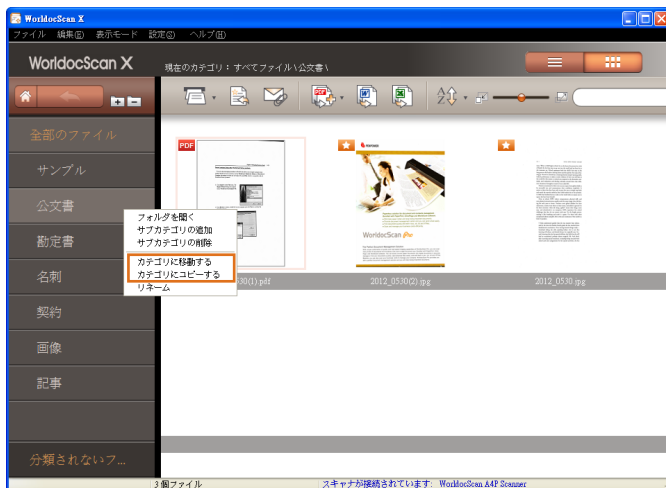 WorldocScan X
ファイル 編集(E) 表示モード 設定(O) ヘルプ(H)
WorldocScan X
現在のカテゴリ：すべてファイル\公文書\
全部のファイル
サンプル
公文書
勘定書
名刺
契約
画像
記事
分類されないフ...
フォルダを開く
サブカテゴリの追加
サブカテゴリの削除
カテゴリに移動する
カテゴリにコピーする
リネーム
PDF
WorldocScan Pro
530(1).pdf
2012_0530(2).jpg
2012_0530.jpg
3 個ファイル
スキャナが接続されています: WorldocScan A4P Scanner